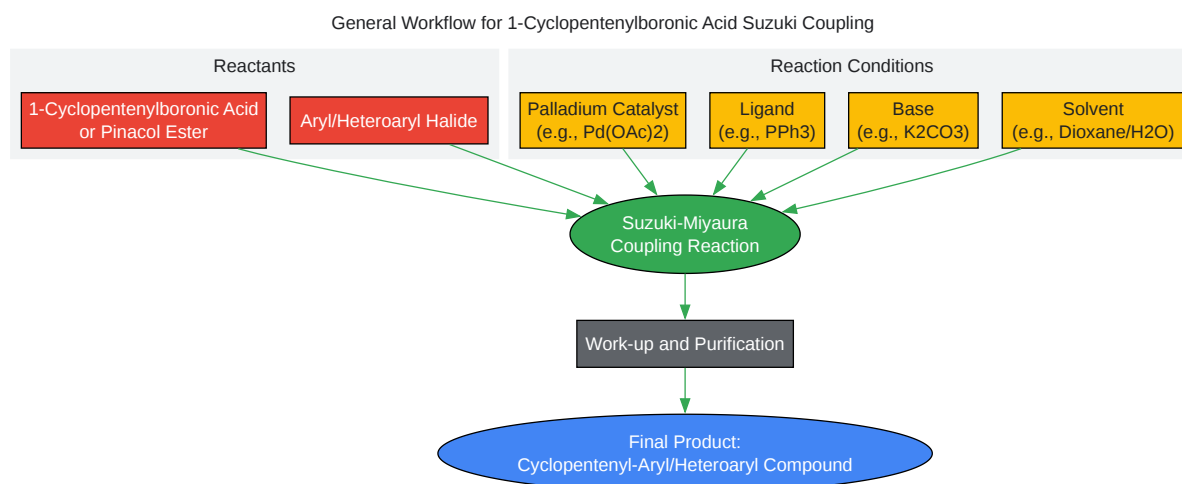 General Workflow for 1-Cyclopentenylboronic Acid Suzuki Coupling
Reactants
Reaction Conditions
1-Cyclopentenylboronic Acid
or Pinacol Ester
Aryl/Heteroaryl Halide
Palladium Catalyst
(e.g., Pd(OAc)2)
Ligand
(e.g., PPh3)
Base
(e.g., K2CO3)
Solvent
(e.g., Dioxane/H2O)
Suzuki-Miyaura
Coupling Reaction
Work-up and Purification
Final Product:
Cyclopentenyl-Aryl/Heteroaryl Compound